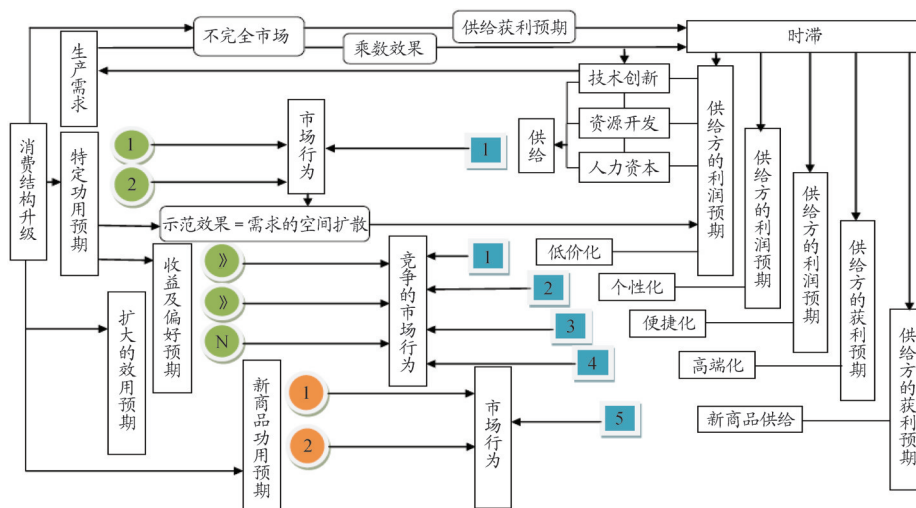 不完全市场
供给获利预期
乘数效果
时滞
生产需求
技术创新
资源开发
人力资本
供给
供给方的利润预期
供给方的利润预期
供给方的利润预期
供给方的获利预期
供给方的获利预期
消费结构升级
特定功用预期
1
2
市场行为
1
示范效果=需求的空间扩散
收益及偏好预期
》
》
N
竞争的市场行为
1
2
3
4
低价化
个性化
便捷化
高端化
新商品供给
扩大的效用预期
新商品功用预期
1
2
市场行为
5